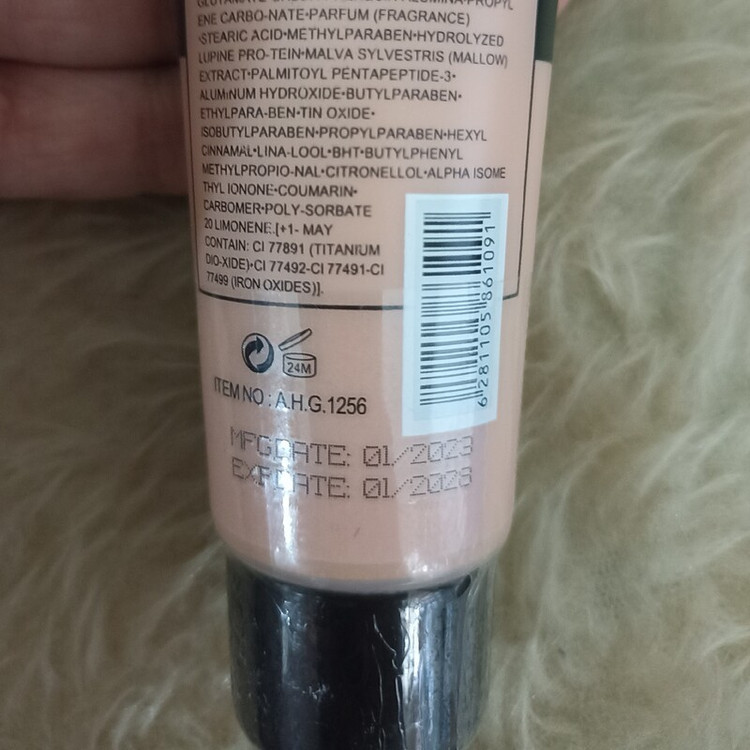 ENE CARBO-NATE•PARFUM (FRAGRANCE)
•STEARIC ACID•METHYLPARABEN•HYDROLYZED
LUPINE PRO-TEIN•MALVA SYLVESTRIS (MALLOW)
EXTRACT•PALMITOYL PENTAPEPTIDE-3•
ALUMINUM HYDROXIDE•BUTYLPARABEN•
ETHYLPARA-BEN•TIN OXIDE•
ISOBUTYLPARABEN•PROPYLPARABEN•HEXYL
CINNAMAL•LINA-LOOL•BHT•BUTYLPHENYL
METHYLPROPIO-NAL•CITRONELLOL•ALPHA ISOME
THYL IONONE•COUMARIN•
CARBOMER•POLY-SORBATE
20 LIMONENE.[+1- MAY
CONTAIN: CI 77891 (TITANIUM
DIO-XIDE)•CI 77492-CI 77491-CI
77499 (IRON OXIDES)].
6281105861091
24M
ITEM NO : A.H.G.1256
MFG DATE: 01/2023
EXP DATE: 01/2028